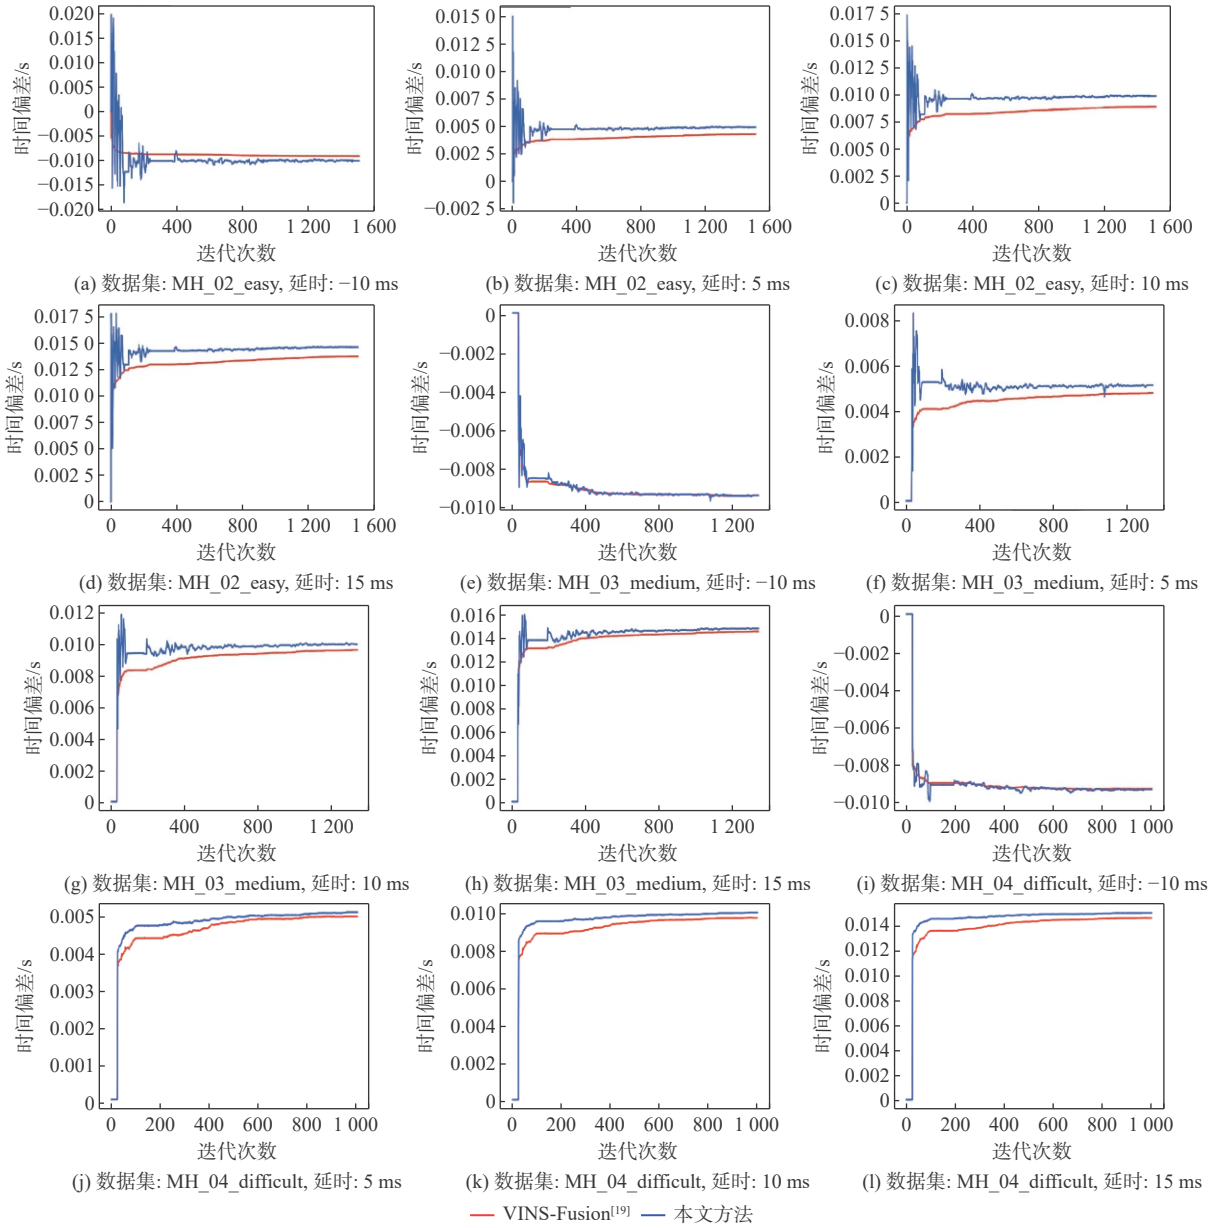 时间偏差/s
0.020
0.015
0.010
0.005
0
−0.005
−0.010
−0.015
−0.020
0 400 800 1 200 1 600
迭代次数
(a) 数据集: MH_02_easy, 延时: −10 ms
时间偏差/s
0.015 0
0.012 5
0.010 0
0.007 5
0.005 0
0.002 5
0
−0.002 5
0 400 800 1 200 1 600
迭代次数
(b) 数据集: MH_02_easy, 延时: 5 ms
时间偏差/s
0.017 5
0.015 0
0.012 5
0.010 0
0.007 5
0.005 0
0.002 5
0
0 400 800 1 200 1 600
迭代次数
(c) 数据集: MH_02_easy, 延时: 10 ms
时间偏差/s
0.017 5
0.015 0
0.012 5
0.010 0
0.007 5
0.005 0
0.002 5
0
0 400 800 1 200 1 600
迭代次数
(d) 数据集: MH_02_easy, 延时: 15 ms
时间偏差/s
0
−0.002
−0.004
−0.006
−0.008
−0.010
0 400 800 1 200
迭代次数
(e) 数据集: MH_03_medium, 延时: −10 ms
时间偏差/s
0.008
0.006
0.004
0.002
0
0 400 800 1 200
迭代次数
(f) 数据集: MH_03_medium, 延时: 5 ms
时间偏差/s
0.012
0.010
0.008
0.006
0.004
0.002
0
0 400 800 1 200
迭代次数
(g) 数据集: MH_03_medium, 延时: 10 ms
时间偏差/s
0.016
0.014
0.012
0.010
0.008
0.006
0.004
0.002
0
0 400 800 1 200
迭代次数
(h) 数据集: MH_03_medium, 延时: 15 ms
时间偏差/s
0
−0.002
−0.004
−0.006
−0.008
−0.010
0 200 400 600 800 1 000
迭代次数
(i) 数据集: MH_04_difficult, 延时: −10 ms
时间偏差/s
0.005
0.004
0.003
0.002
0.001
0
0 200 400 600 800 1 000
迭代次数
(j) 数据集: MH_04_difficult, 延时: 5 ms
时间偏差/s
0.010
0.008
0.006
0.004
0.002
0
0 200 400 600 800 1 000
迭代次数
(k) 数据集: MH_04_difficult, 延时: 10 ms
时间偏差/s
0.014
0.012
0.010
0.008
0.006
0.004
0.002
0
0 200 400 600 800 1 000
迭代次数
(l) 数据集: MH_04_difficult, 延时: 15 ms
VINS-Fusion[19] 本文方法